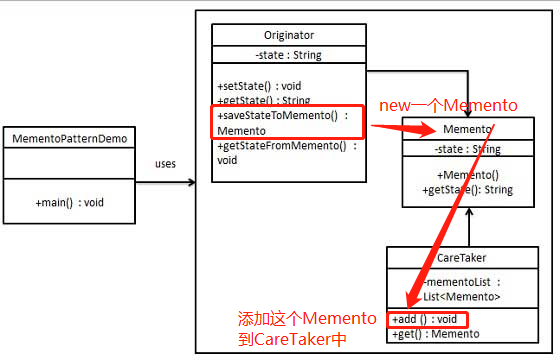 Originator
-state : String
+setState() : void
+getState() : String
+saveStateToMemento() :
Memento
+getStateFromMemento() :
void
new一个Memento
MementoPatternDemo
+main() : void
uses
Memento
-state : String
+Memento()
+getState(): String
CareTaker
-mementoList :
List<Memento>
+add () : void
+get() : Memento
添加这个Memento
到CareTaker中